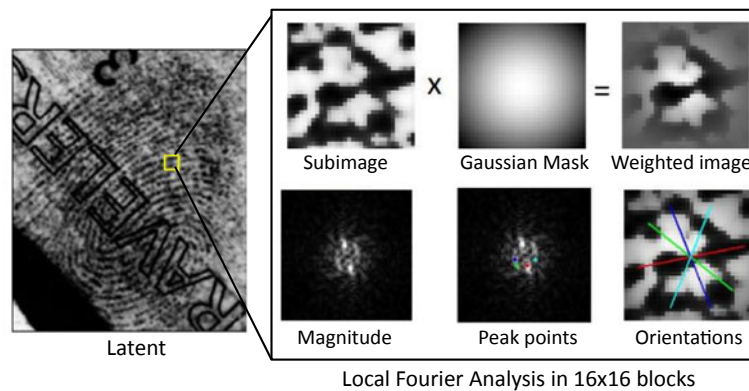 Subimage
x
Gaussian Mask
=
Weighted image
Magnitude
Peak points
Orientations
Latent
Local Fourier Analysis in 16x16 blocks